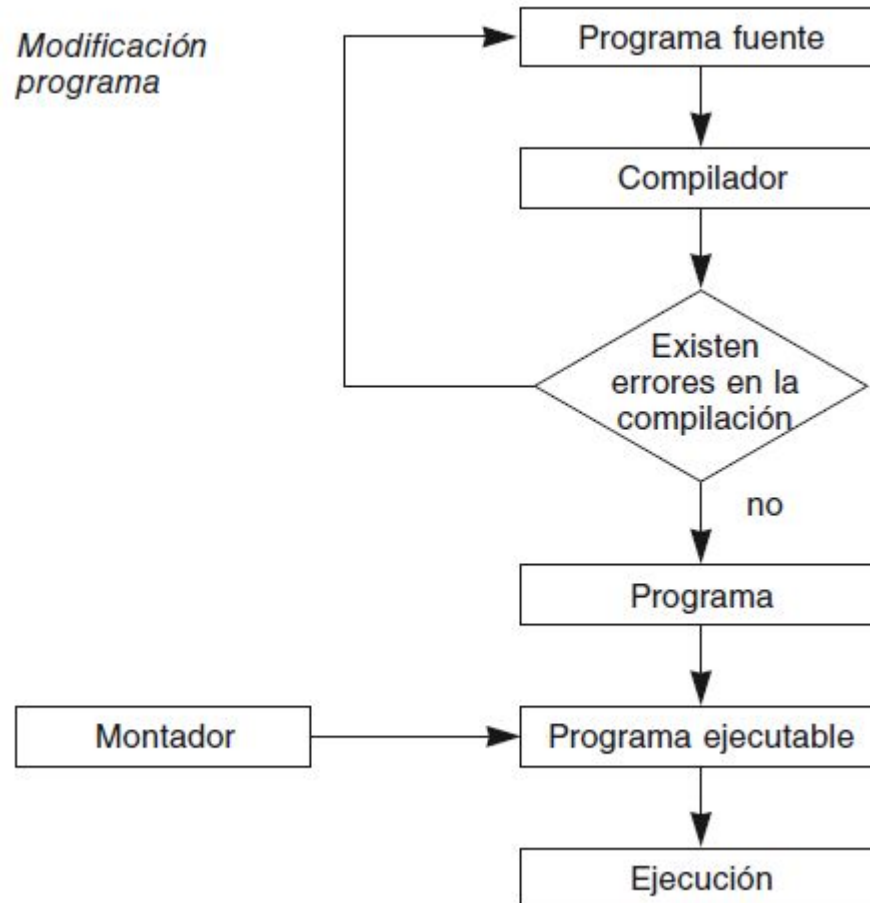 Modificación
programa
Programa fuente
Compilador
Existen
errores en la
compilación
no
Programa
Montador
Programa ejecutable
Ejecución